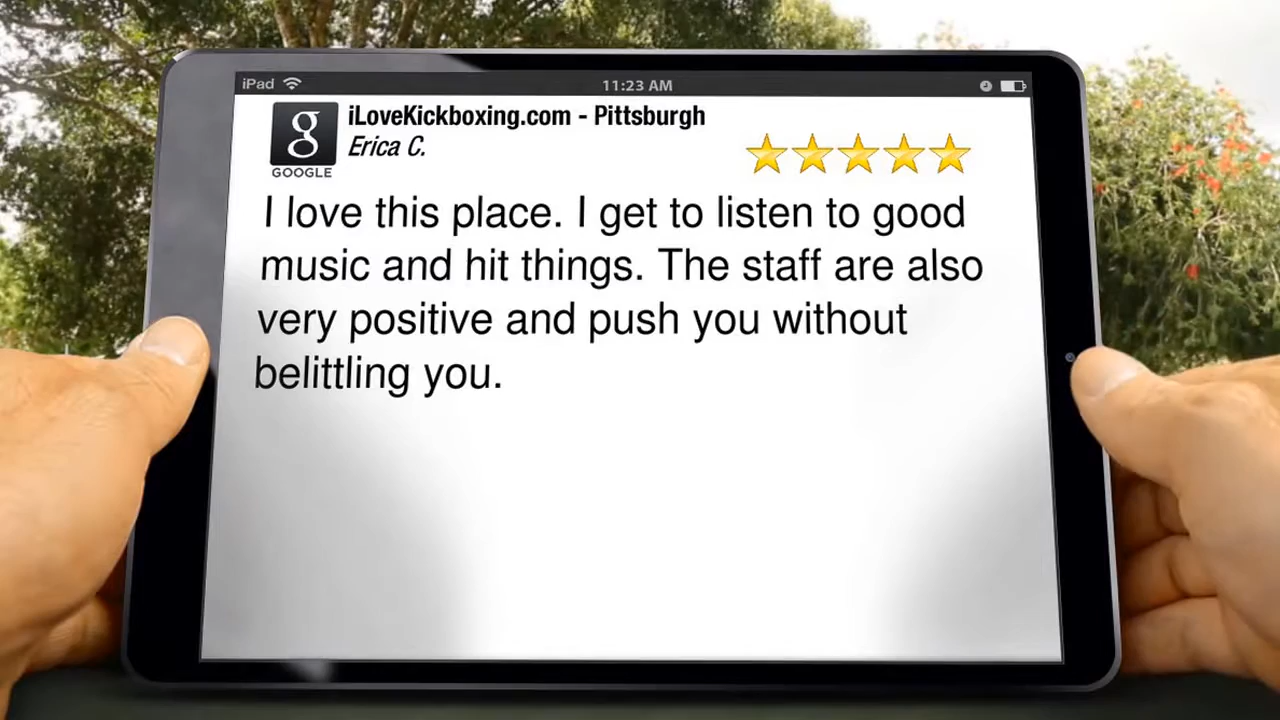 iPad 11:23 AM
g iLoveKickboxing.com - Pittsburgh
GOOGLE Erica C.
I love this place. I get to listen to good
music and hit things. The staff are also
very positive and push you without
belittling you.